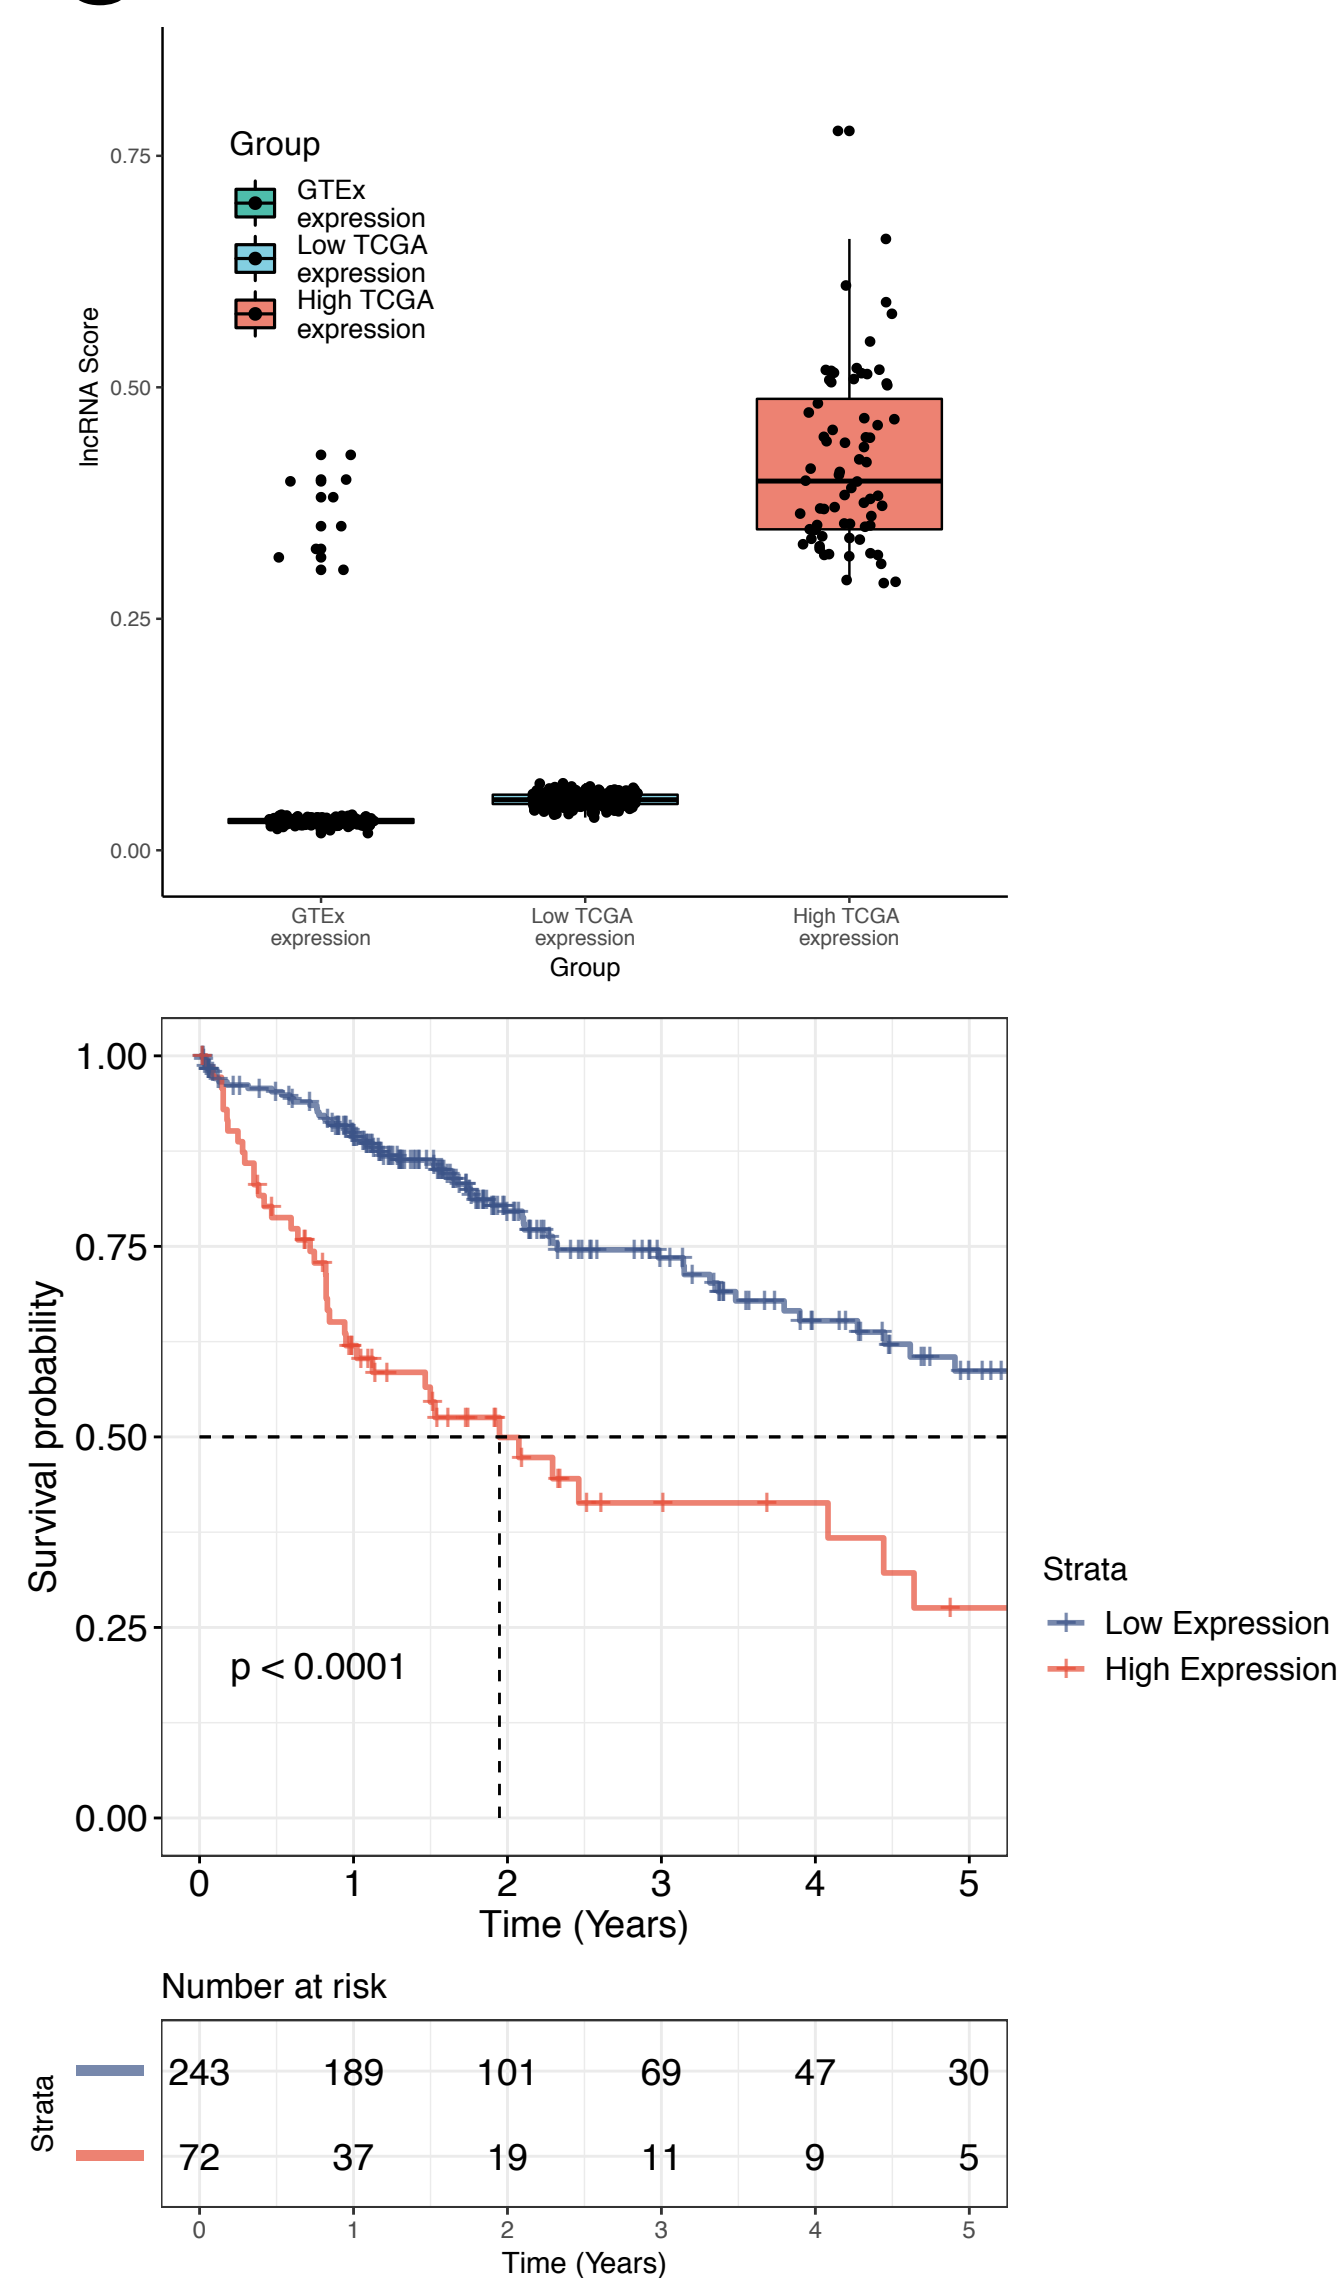 Group
GTEx
expression
Low TCGA
expression
High TCGA
expression
lncRNA Score
0.75
0.50
0.25
0.00
GTEx
expression
Low TCGA
expression
High TCGA
expression
Group
Survival probability
1.00
0.75
0.50
0.25
0.00
p < 0.0001
0 1 2 3 4 5
Time (Years)
Strata
Low Expression
High Expression
Number at risk
Strata
243 189 101 69 47 30
72 37 19 11 9 5
0 1 2 3 4 5
Time (Years)